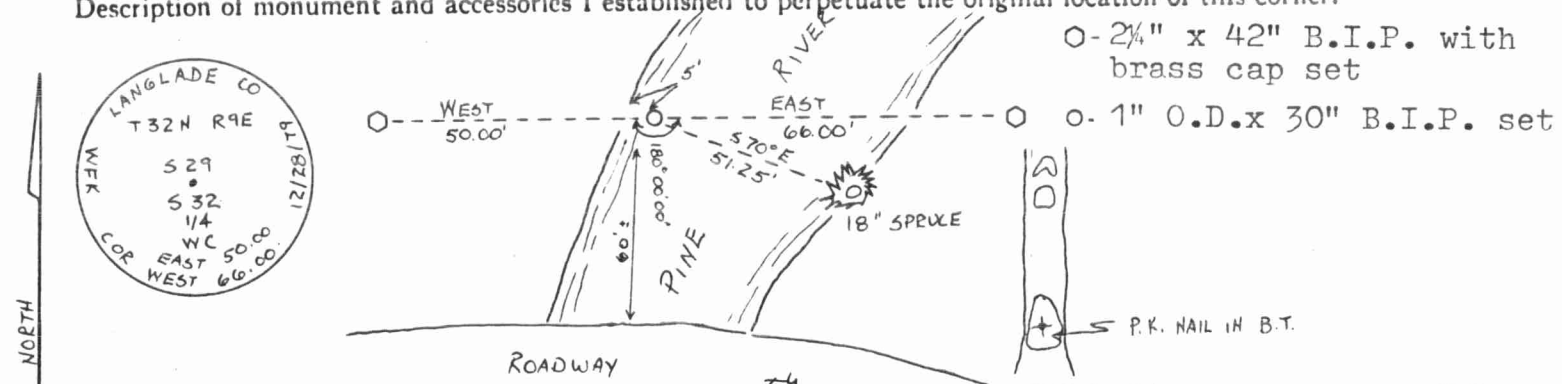 Description of monument and accessories I established to perpetuate the original location of this corner.
O- 2¼" x 42" B.I.P. with
brass cap set
o- 1" O.D.x 30" B.I.P. set
LANGLADE CO
T32N R9E
S 29
S 32
1/4
WC
EAST 50.00
WEST 66.00
COR
WFK
NORTH
WEST
50.00'
5'
RIVER
EAST
66.00'
S70°E
51.25'
180°00'00"
60'±
PINE
18" SPRUCE
ROADWAY
P.K. NAIL IN B.T.